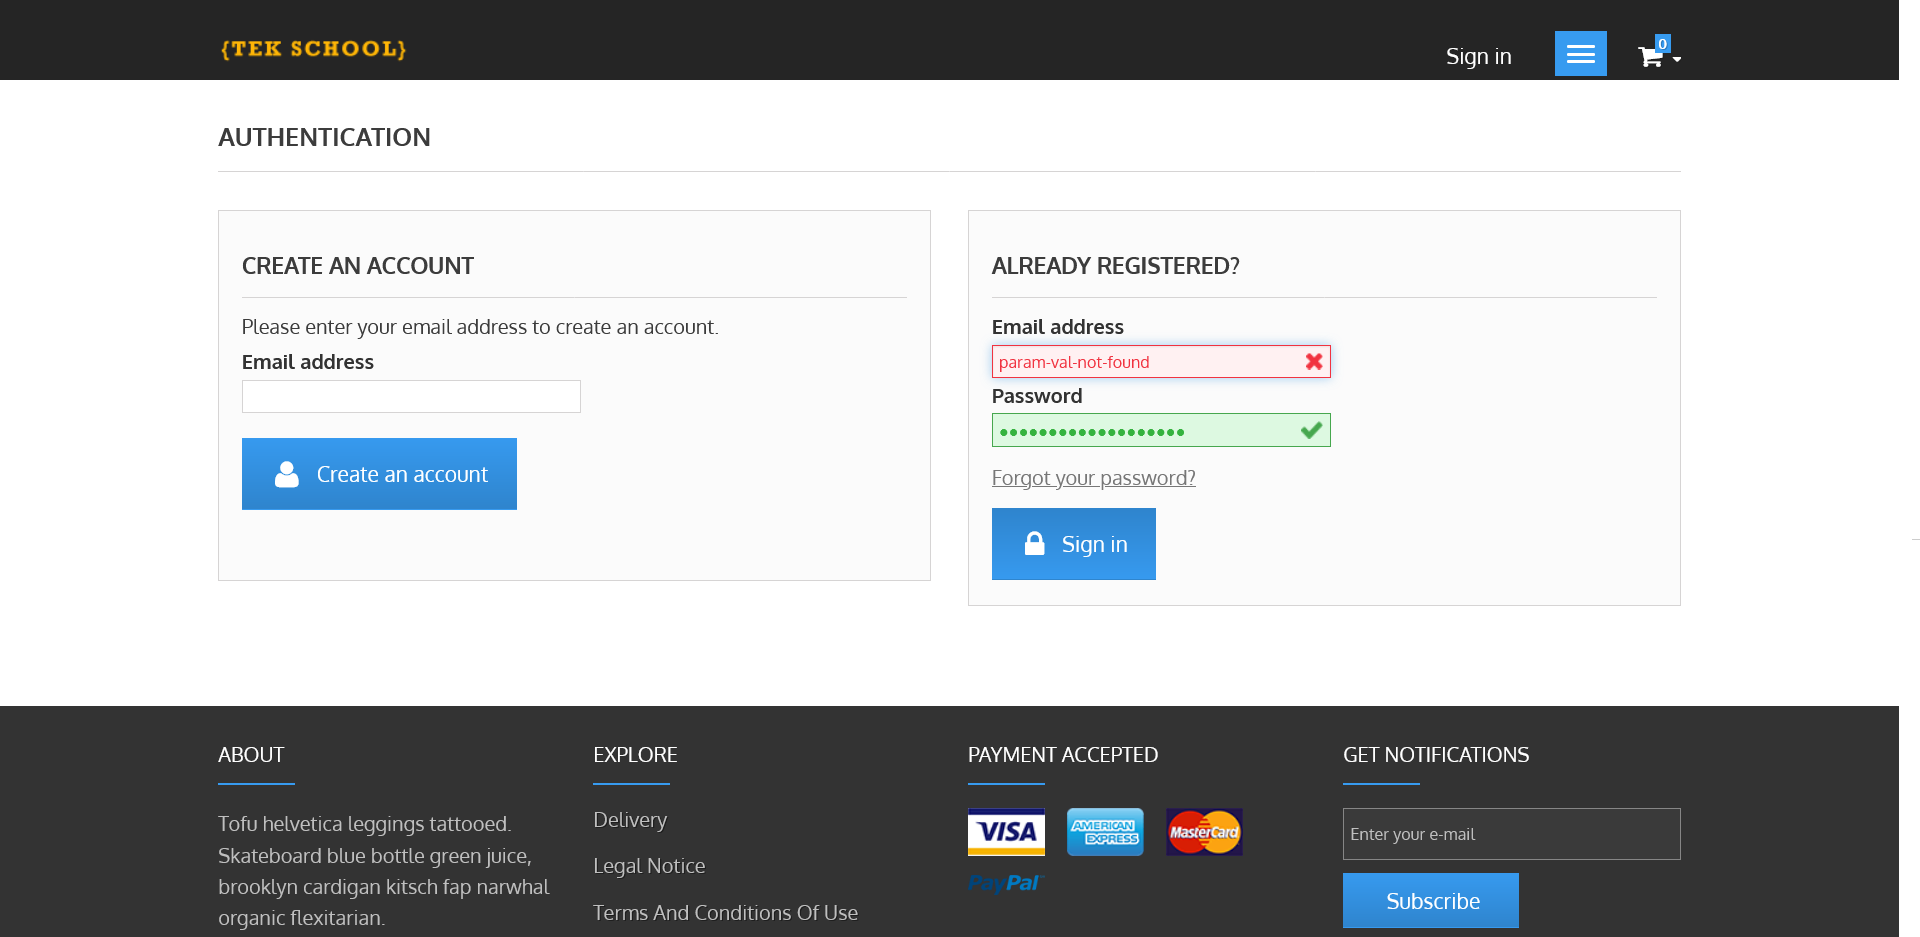 {TEK SCHOOL}
Sign in
0
AUTHENTICATION
CREATE AN ACCOUNT
Please enter your email address to create an account.
Email address
Create an account
ALREADY REGISTERED?
Email address
param-val-not-found
Password
Forgot your password?
Sign in
ABOUT
Tofu helvetica leggings tattooed.
Skateboard blue bottle green juice,
brooklyn cardigan kitsch fap narwhal
organic flexitarian.
EXPLORE
Delivery
Legal Notice
Terms And Conditions Of Use
PAYMENT ACCEPTED
VISA
AMERICAN EXPRESS
MasterCard
PayPal
GET NOTIFICATIONS
Enter your e-mail
Subscribe